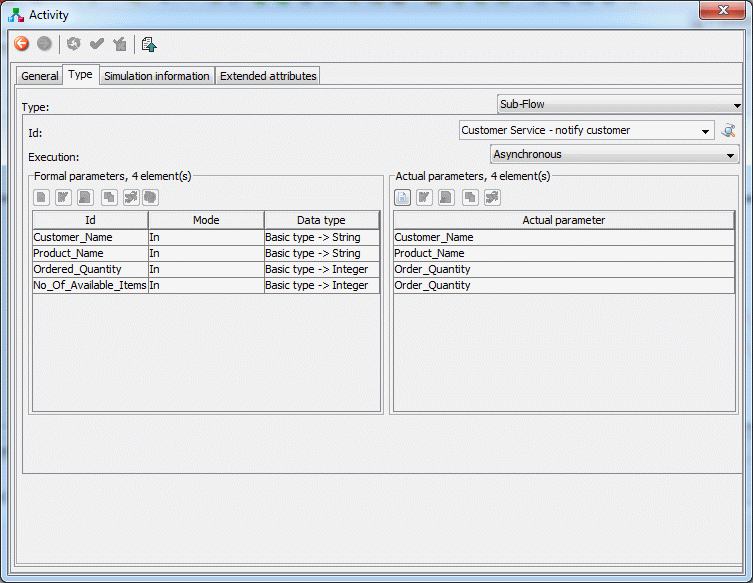 Activity
General Type Simulation information Extended attributes
Type: Sub-Flow
Id: Customer Service - notify customer
Execution: Asynchronous
Formal parameters, 4 element(s) Actual parameters, 4 element(s)
Id Mode Data type Actual parameter
Customer_Name In Basic type -> String Customer_Name
Product_Name In Basic type -> String Product_Name
Ordered_Quantity In Basic type -> Integer Order_Quantity
No_Of_Available_Items In Basic type -> Integer Order_Quantity